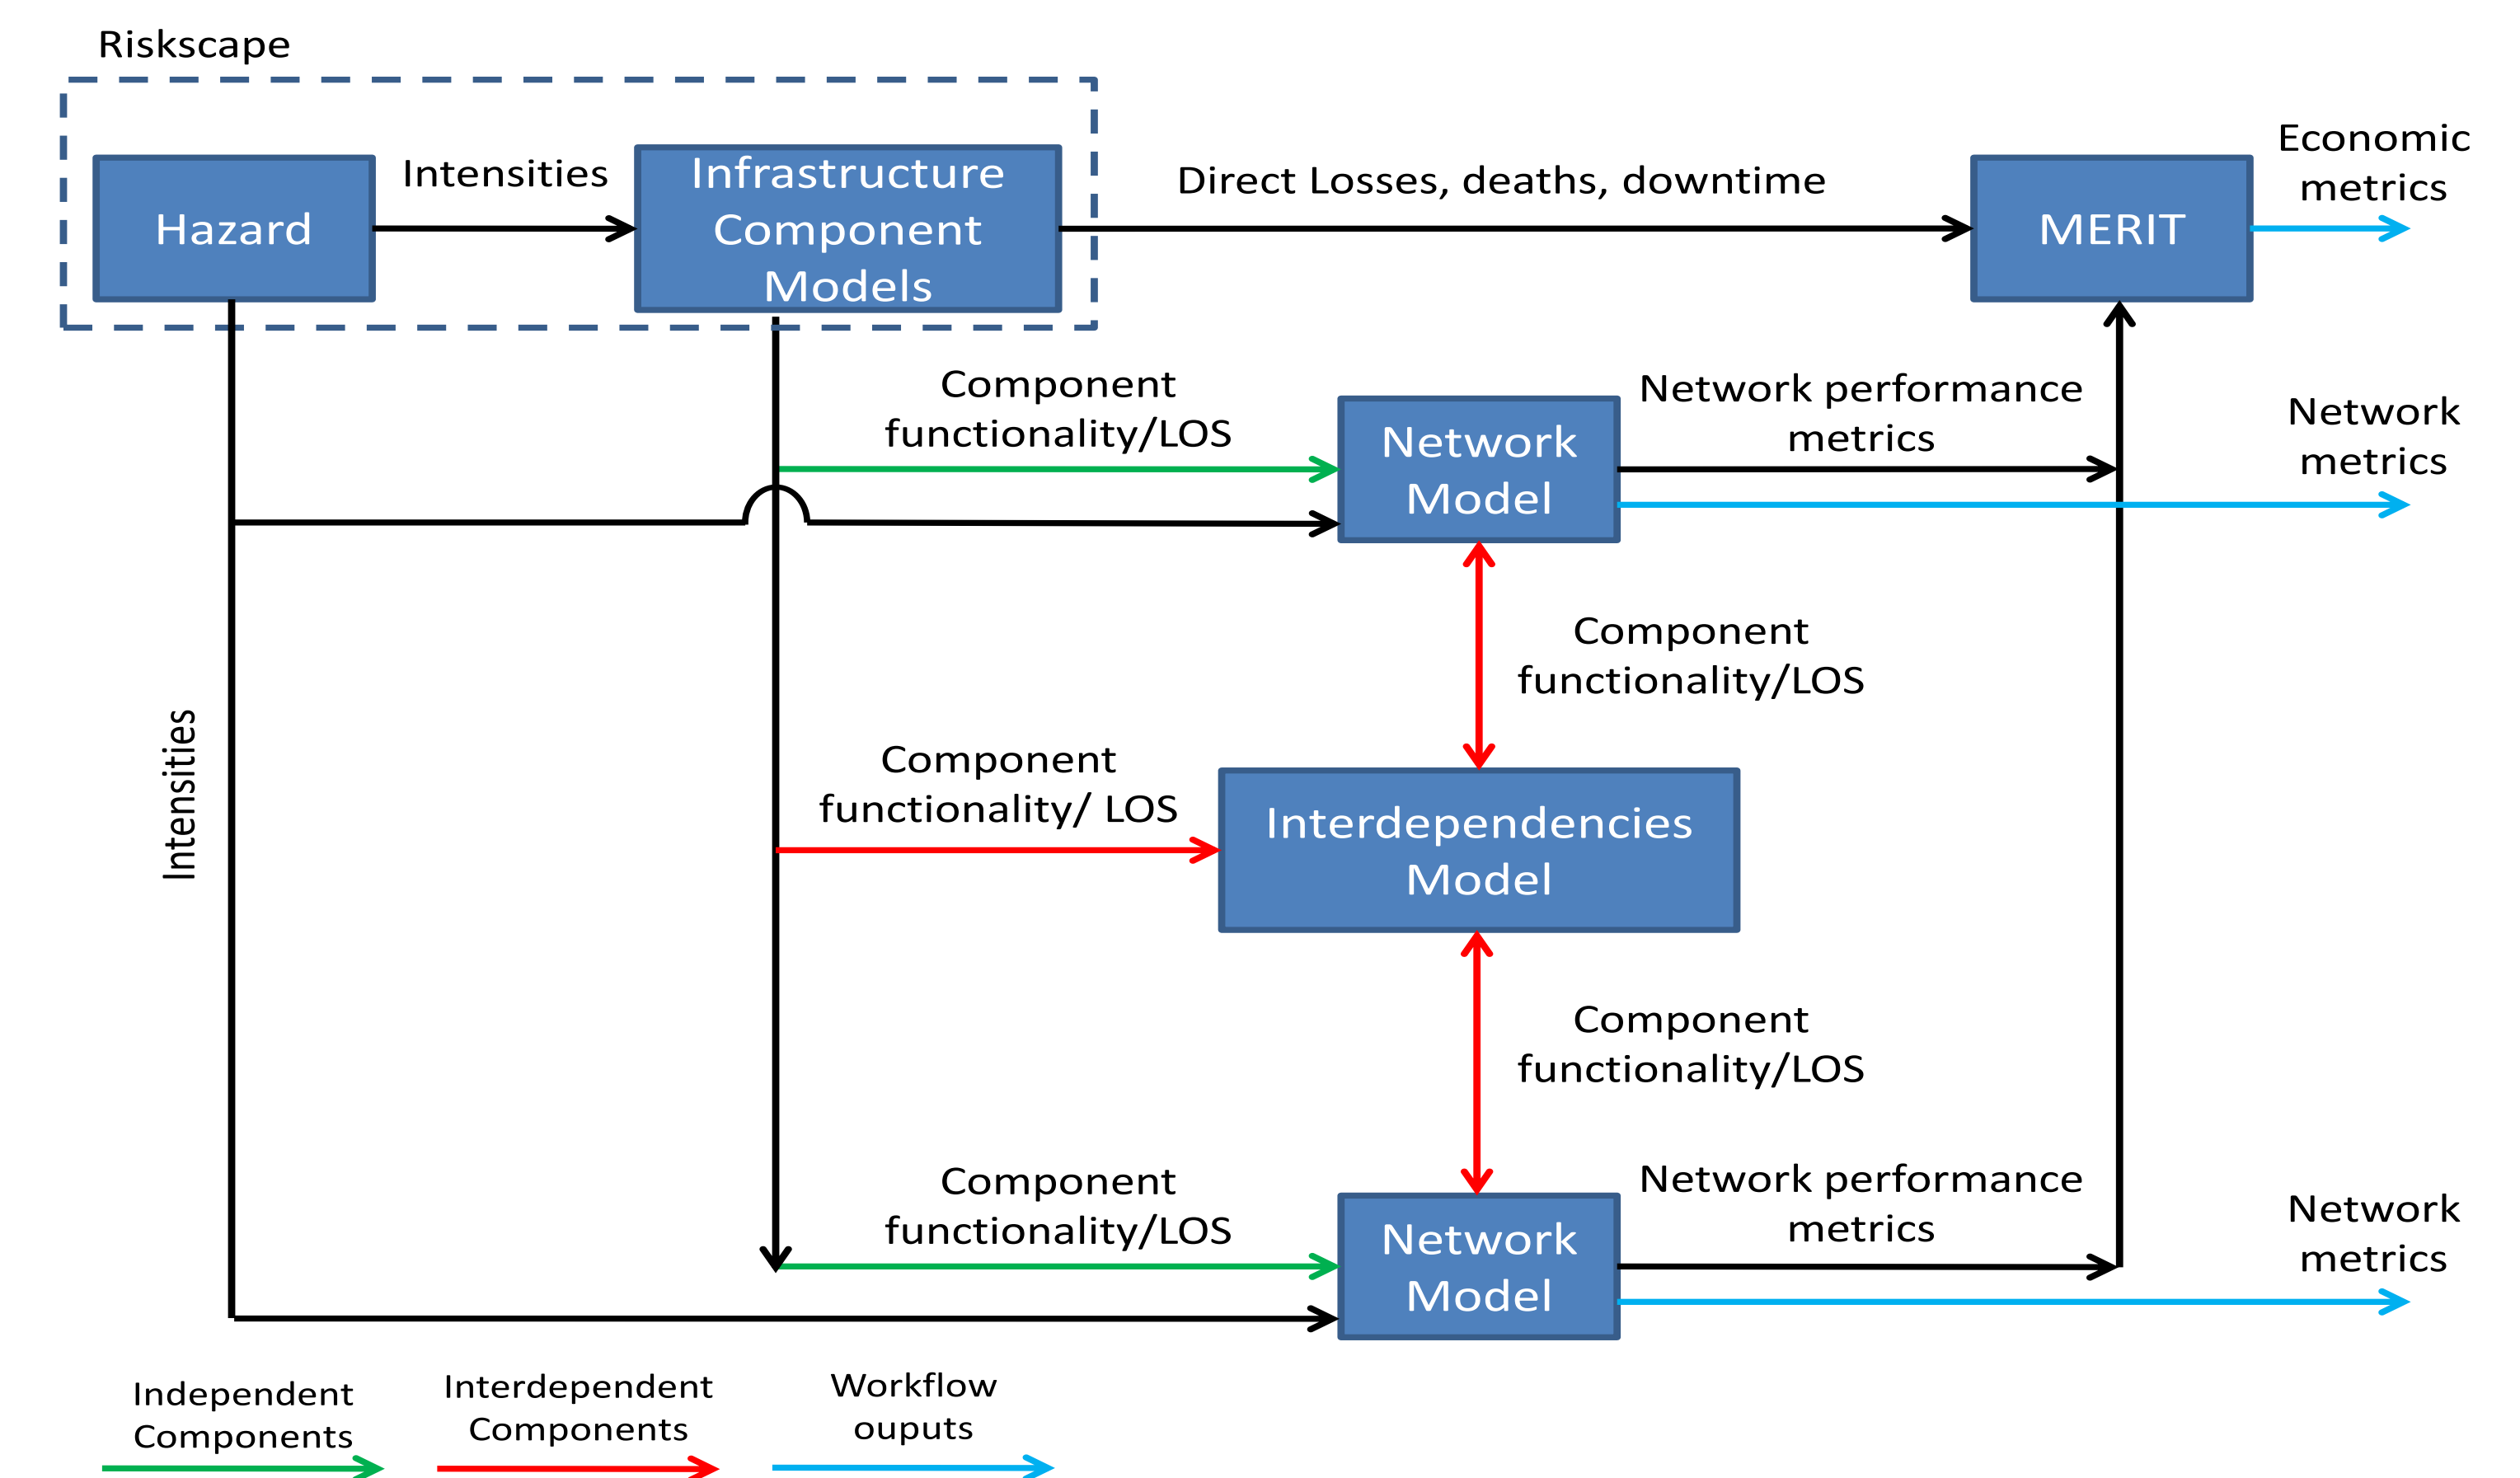 Riskscape
Hazard
Intensities
Infrastructure
Component
Models
Direct Losses, deaths, downtime
MERIT
Economic
metrics
Component
functionality/LOS
Network
Model
Network performance
metrics
Network
metrics
Component
functionality/LOS
Intensities
Component
functionality/ LOS
Interdependencies
Model
Component
functionality/LOS
Component
functionality/LOS
Network
Model
Network performance
metrics
Network
metrics
Independent
Components
Interdependent
Components
Workflow
ouputs